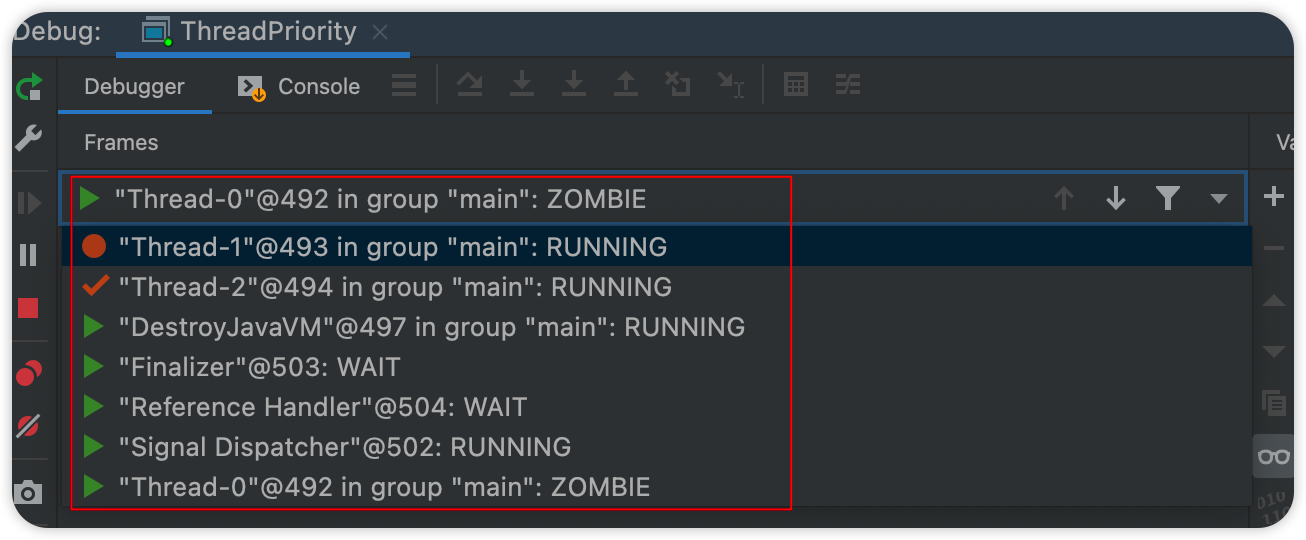 Debug: ThreadPriority
Debugger Console
Frames
"Thread-0"@492 in group "main": ZOMBIE
"Thread-1"@493 in group "main": RUNNING
"Thread-2"@494 in group "main": RUNNING
"DestroyJavaVM"@497 in group "main": RUNNING
"Finalizer"@503: WAIT
"Reference Handler"@504: WAIT
"Signal Dispatcher"@502: RUNNING
"Thread-0"@492 in group "main": ZOMBIE